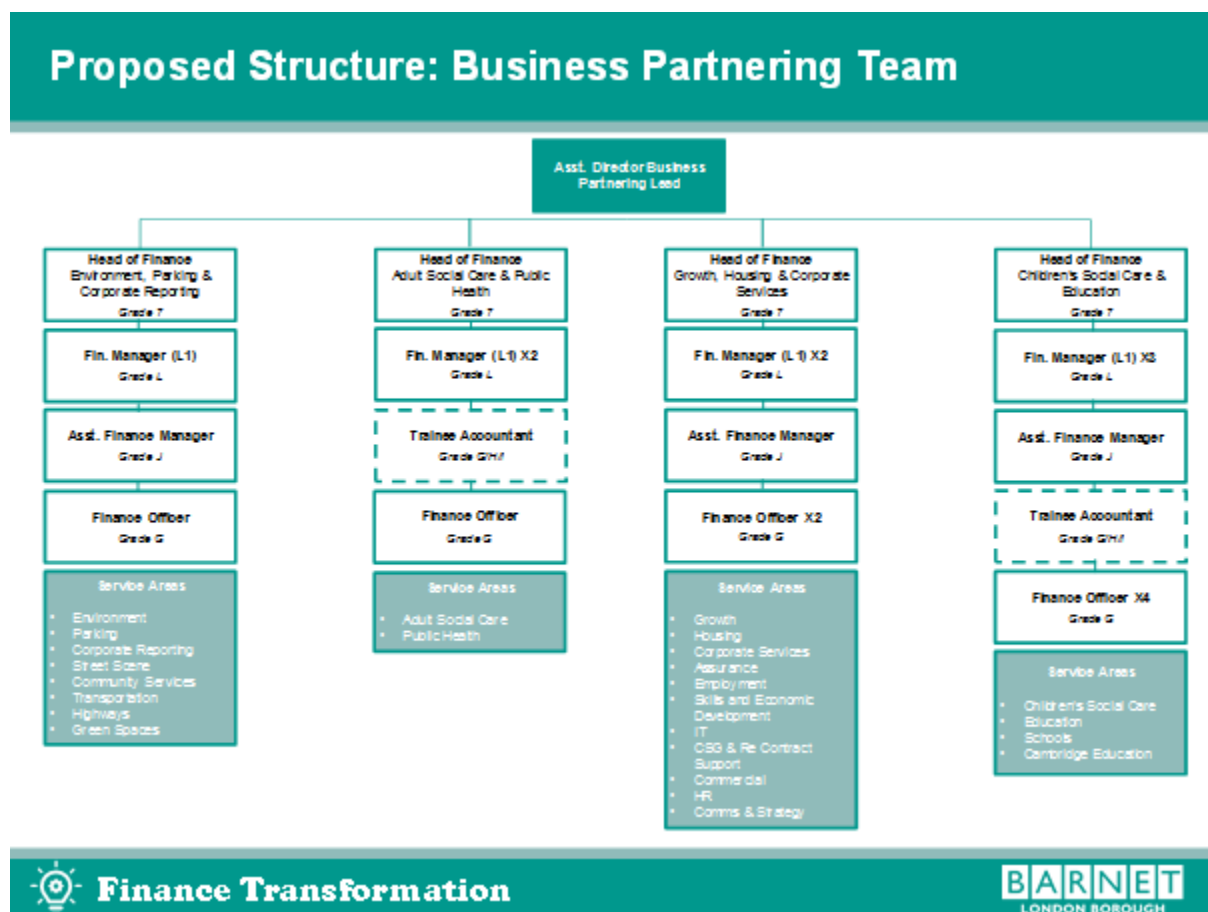 Proposed Structure: Business Partnering Team
Asst. Director Business
Partnering Lead
Head of Finance
Environment, Parking &
Corporate Reporting
Grade 7
Fin. Manager (L1)
Grade L
Asst. Finance Manager
Grade J
Finance Officer
Grade G
Service Areas
• Environment
• Parking
• Corporate Reporting
• Street Scene
• Community Services
• Transportation
• Highways
• Green Spaces
Head of Finance
Adult Social Care & Public
Health
Grade 7
Fin. Manager (L1) X2
Grade L
Trainee Accountant
Grade G/H/I
Finance Officer
Grade G
Service Areas
• Adult Social Care
• Public Health
Head of Finance
Growth, Housing & Corporate
Services
Grade 7
Fin. Manager (L1) X2
Grade L
Asst. Finance Manager
Grade J
Finance Officer X2
Grade G
Service Areas
• Growth
• Housing
• Corporate Services
• Assurance
• Employment
• Skills and Economic
Development
• IT
• CSG & Re Contract
Support
• Commercial
• HR
• Comms & Strategy
Head of Finance
Children's Social Care &
Education
Grade 7
Fin. Manager (L1) X3
Grade L
Asst. Finance Manager
Grade J
Trainee Accountant
Grade G/H/I
Finance Officer X4
Grade G
Service Areas
• Children's Social Care
• Education
• Schools
• Cambridge Education
Finance Transformation
BARNET
LONDON BOROUGH